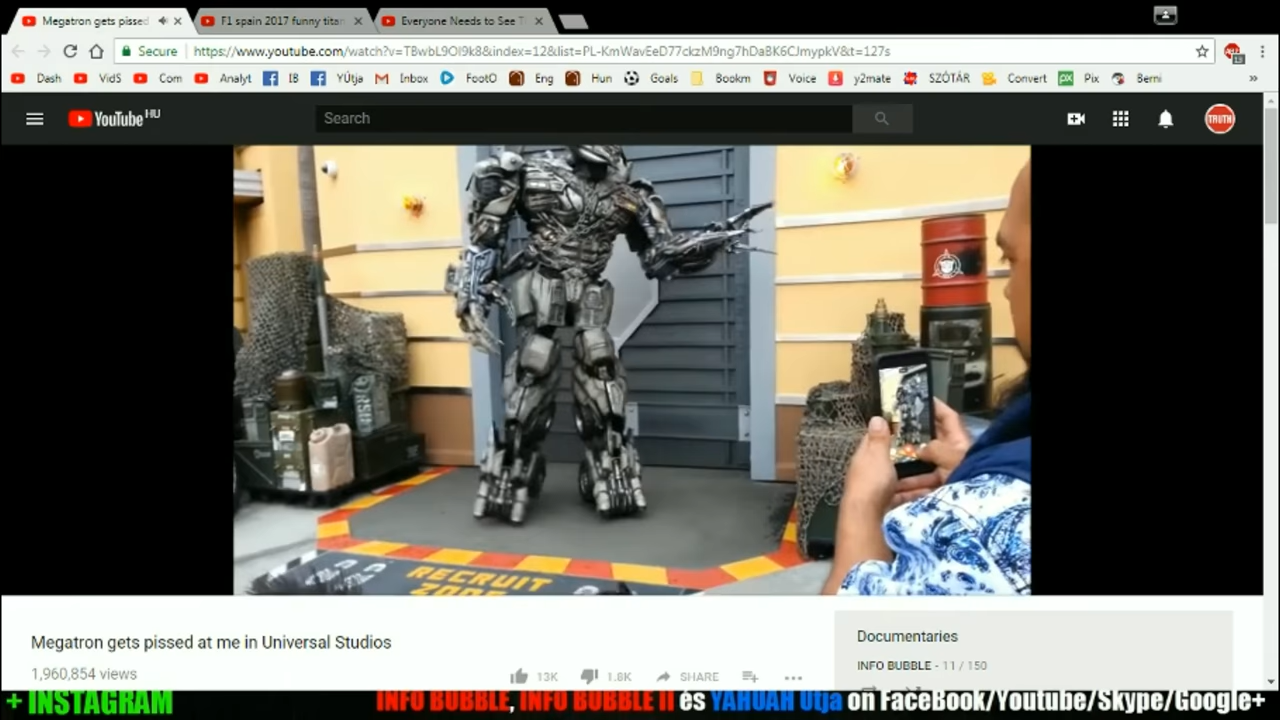 Megatron gets pissed
F1 spain 2017 funny titan
Everyone Needs to See T
Secure https://www.youtube.com/watch?v=TBwbL9OI9k8&index=12&list=PL-KmWavEeD77ckzM9ng7hDaBK6CJmypkV&t=127s
Dash VidS Com Analyt IB YÚtja Inbox FootO Eng Hun Goals Bookm Voice y2mate SZÓTÁR Convert Pix Berni »
YouTube HU
Search
TRUTH
RECRUIT
ZONE
Megatron gets pissed at me in Universal Studios
1,960,854 views
13K 1.8K SHARE
Documentaries
INFO BUBBLE - 11 / 150
+ INSTAGRAM INFO BUBBLE, INFO BUBBLE II és YAHUAH Útja on FaceBook/Youtube/Skype/Google+